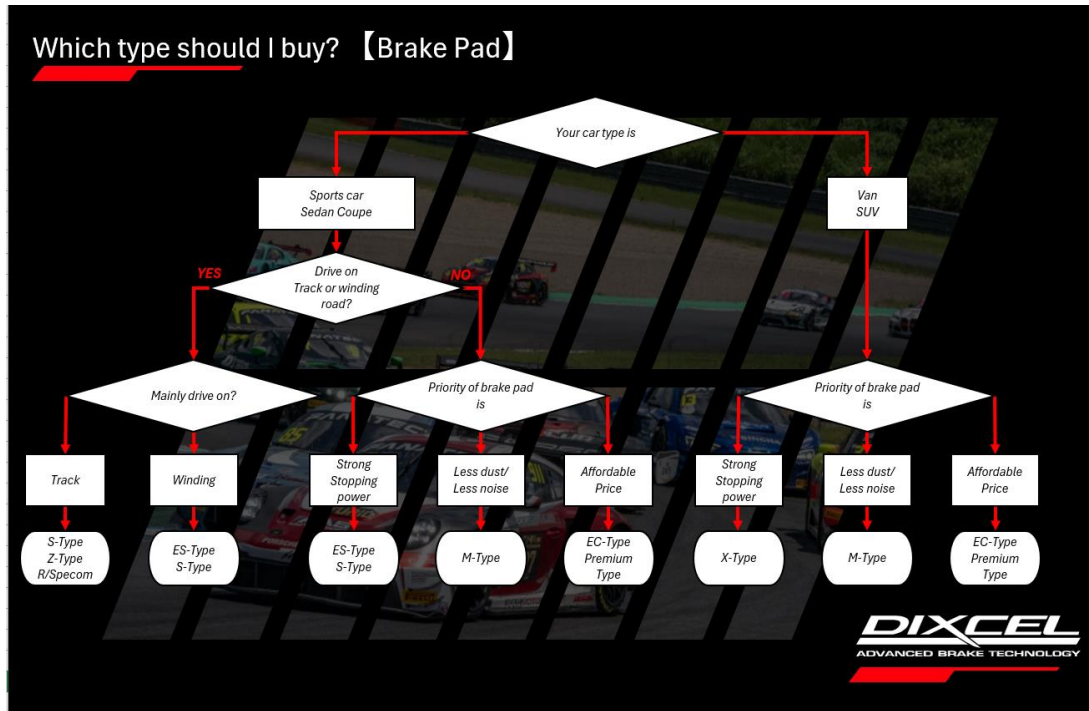 Which type should I buy? 【Brake Pad】
Your car type is
Sports car
Sedan Coupe
Van
SUV
YES
Drive on
Track or winding
road?
NO
Mainly drive on?
Priority of brake pad
is
Priority of brake pad
is
Track
Winding
Strong
Stopping
power
Less dust/
Less noise
Affordable
Price
Strong
Stopping
power
Less dust/
Less noise
Affordable
Price
S-Type
Z-Type
R/Specom
ES-Type
S-Type
ES-Type
S-Type
M-Type
EC-Type
Premium
Type
X-Type
M-Type
EC-Type
Premium
Type
DIXCEL
ADVANCED BRAKE TECHNOLOGY